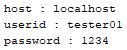 host : localhost
userid : tester01
password : 1234